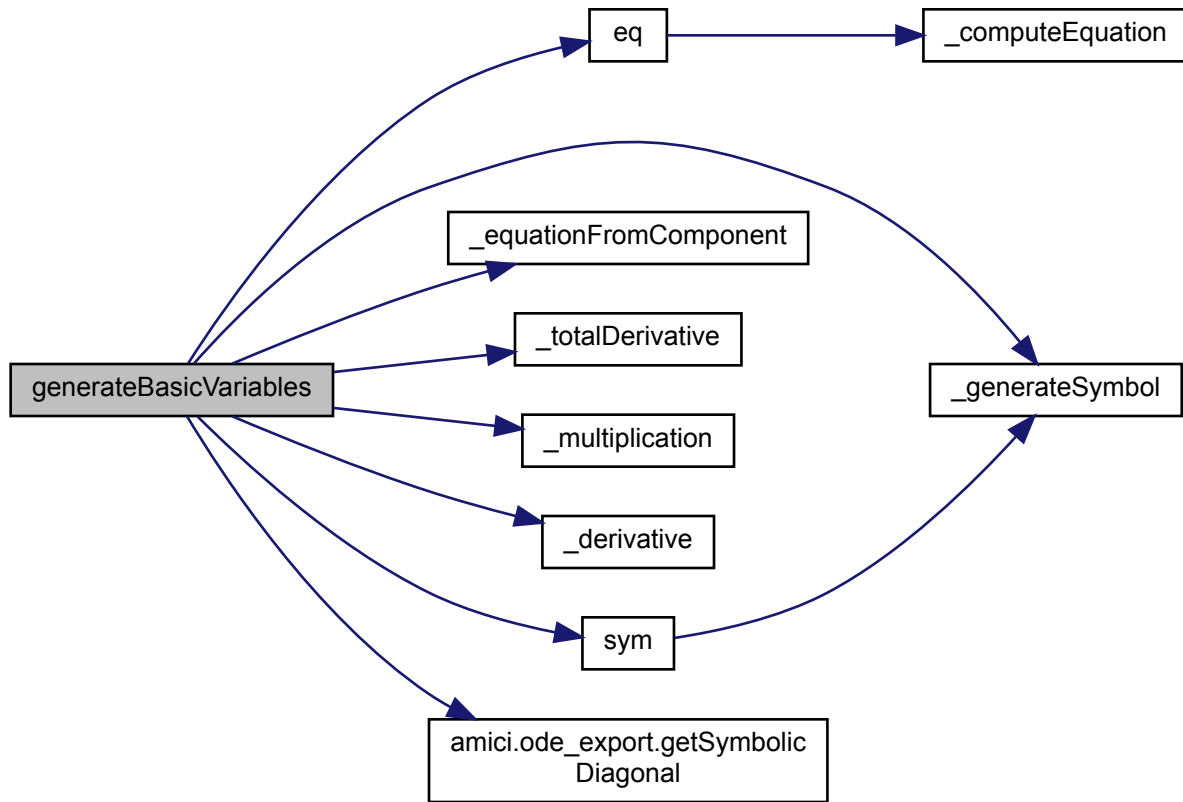 eq
_computeEquation
_equationFromComponent
_totalDerivative
generateBasicVariables
_generateSymbol
_multiplication
_derivative
sym
amici.ode_export.getSymbolic
Diagonal